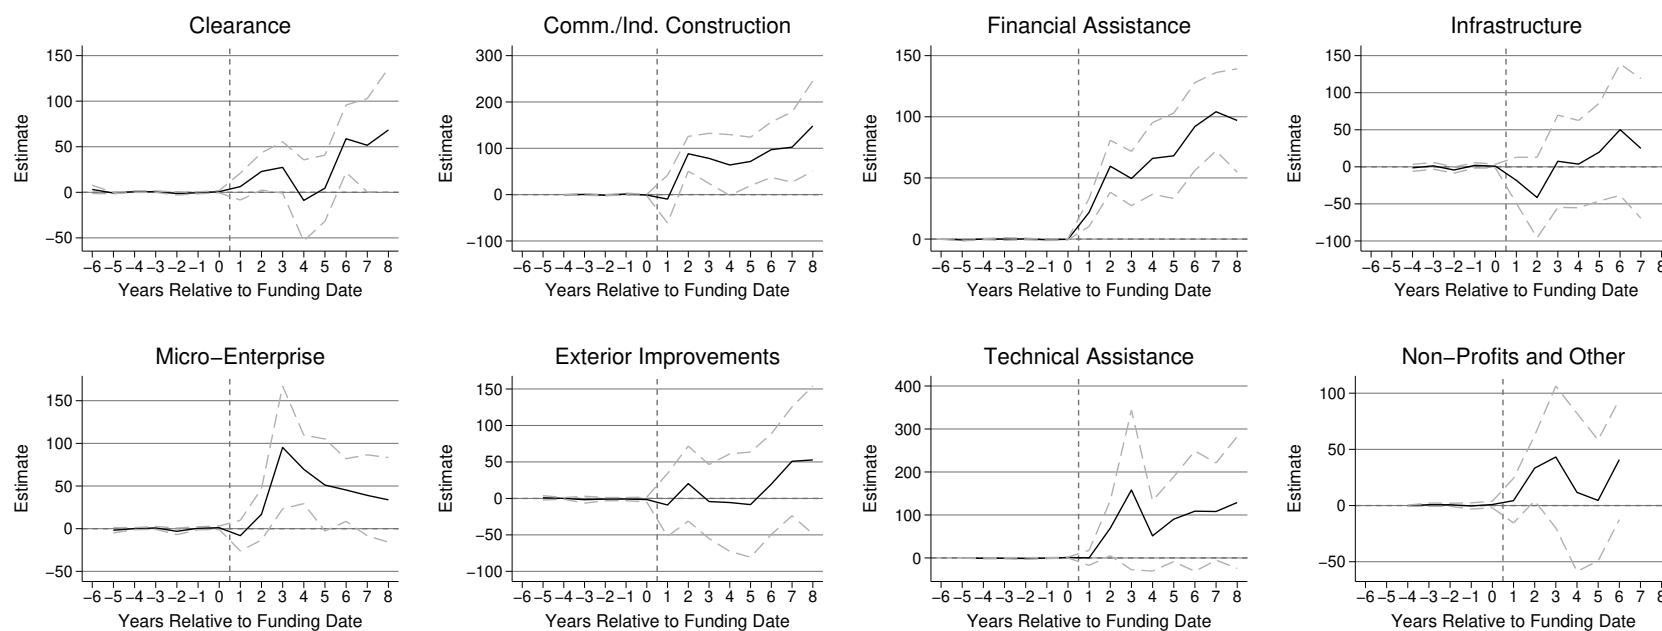 Clearance
Estimate
150
100
50
0
−50
−6 −5 −4 −3 −2 −1 0 1 2 3 4 5 6 7 8
Years Relative to Funding Date
Comm./Ind. Construction
Estimate
300
200
100
0
−100
−6 −5 −4 −3 −2 −1 0 1 2 3 4 5 6 7 8
Years Relative to Funding Date
Financial Assistance
Estimate
150
100
50
0
−6 −5 −4 −3 −2 −1 0 1 2 3 4 5 6 7 8
Years Relative to Funding Date
Infrastructure
Estimate
150
100
50
0
−50
−100
−6 −5 −4 −3 −2 −1 0 1 2 3 4 5 6 7 8
Years Relative to Funding Date
Micro−Enterprise
Estimate
150
100
50
0
−50
−6 −5 −4 −3 −2 −1 0 1 2 3 4 5 6 7 8
Years Relative to Funding Date
Exterior Improvements
Estimate
150
100
50
0
−50
−100
−6 −5 −4 −3 −2 −1 0 1 2 3 4 5 6 7 8
Years Relative to Funding Date
Technical Assistance
Estimate
400
300
200
100
0
−6 −5 −4 −3 −2 −1 0 1 2 3 4 5 6 7 8
Years Relative to Funding Date
Non−Profits and Other
Estimate
100
50
0
−50
−6 −5 −4 −3 −2 −1 0 1 2 3 4 5 6 7 8
Years Relative to Funding Date